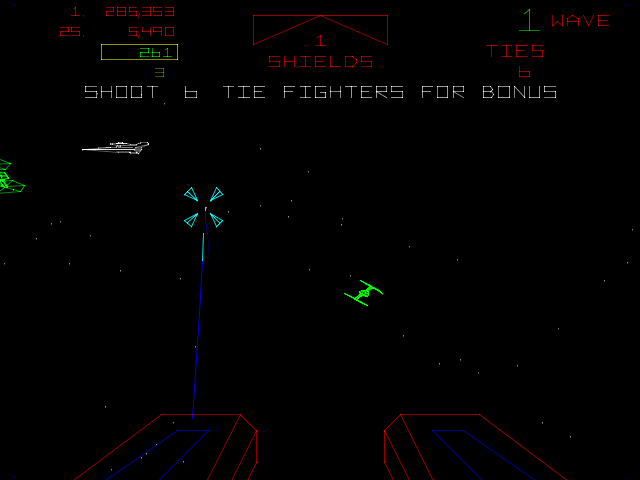 1. 285,353
25. 5,490
261
3
1
SHIELDS
1 WAVE
TIES
6
SHOOT 6 TIE FIGHTERS FOR BONUS